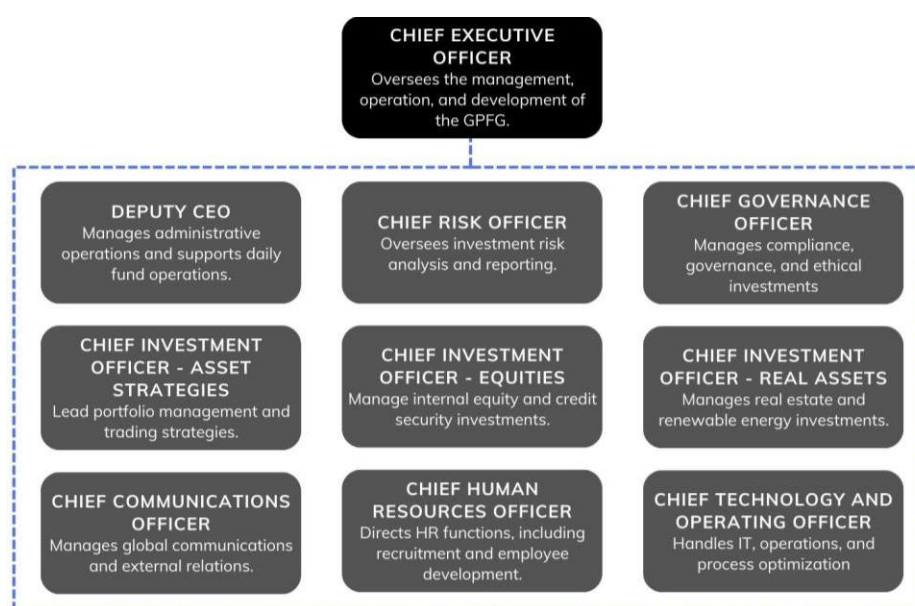 CHIEF EXECUTIVE
OFFICER
Oversees the management,
operation, and development of
the GPFG.
DEPUTY CEO
Manages administrative
operations and supports daily
fund operations.
CHIEF RISK OFFICER
Oversees investment risk
analysis and reporting.
CHIEF GOVERNANCE
OFFICER
Manages compliance,
governance, and ethical
investments
CHIEF INVESTMENT
OFFICER - ASSET
STRATEGIES
Lead portfolio management and
trading strategies.
CHIEF INVESTMENT
OFFICER - EQUITIES
Manage internal equity and credit
security investments.
CHIEF INVESTMENT
OFFICER - REAL ASSETS
Manages real estate and
renewable energy investments.
CHIEF COMMUNICATIONS
OFFICER
Manages global communications
and external relations.
CHIEF HUMAN
RESOURCES OFFICER
Directs HR functions, including
recruitment and employee
development.
CHIEF TECHNOLOGY AND
OPERATING OFFICER
Handles IT, operations, and
process optimization